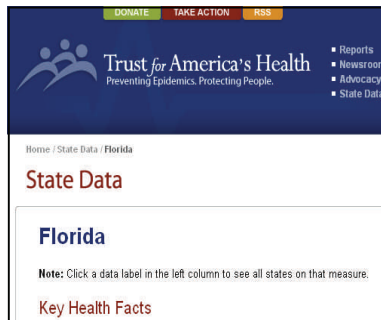 DONATE TAKE ACTION RSS
Trust for America's Health
Preventing Epidemics. Protecting People.
▪ Reports
▪ Newsroom
▪ Advocacy
▪ State Data
Home / State Data / Florida
State Data
Florida
Note: Click a data label in the left column to see all states on that measure.
Key Health Facts